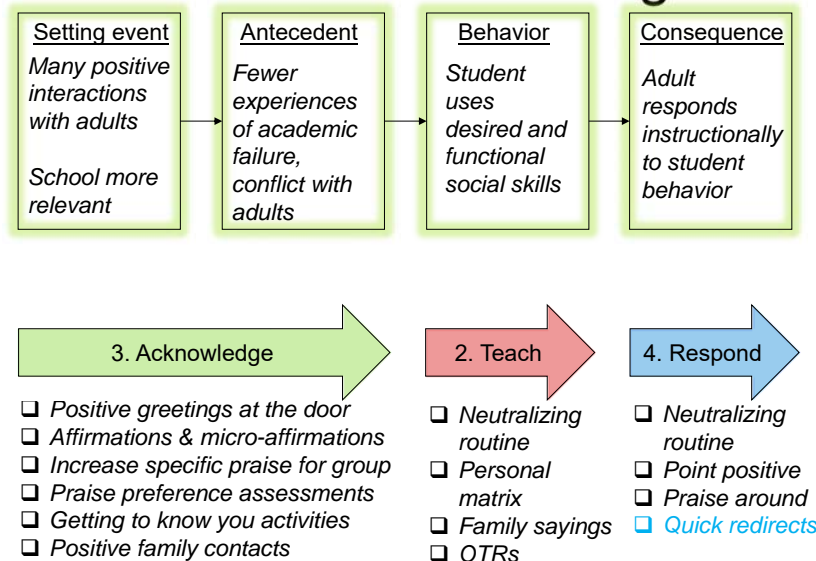 Setting event
Many positive
interactions
with adults
School more
relevant
Antecedent
Fewer
experiences
of academic
failure,
conflict with
adults
Behavior
Student
uses
desired and
functional
social skills
Consequence
Adult
responds
instructionally
to student
behavior
3. Acknowledge
❑ Positive greetings at the door
❑ Affirmations & micro-affirmations
❑ Increase specific praise for group
❑ Praise preference assessments
❑ Getting to know you activities
❑ Positive family contacts
2. Teach
❑ Neutralizing
routine
❑ Personal
matrix
❑ Family sayings
❑ OTRs
4. Respond
❑ Neutralizing
routine
❑ Point positive
❑ Praise around
❑ Quick redirects